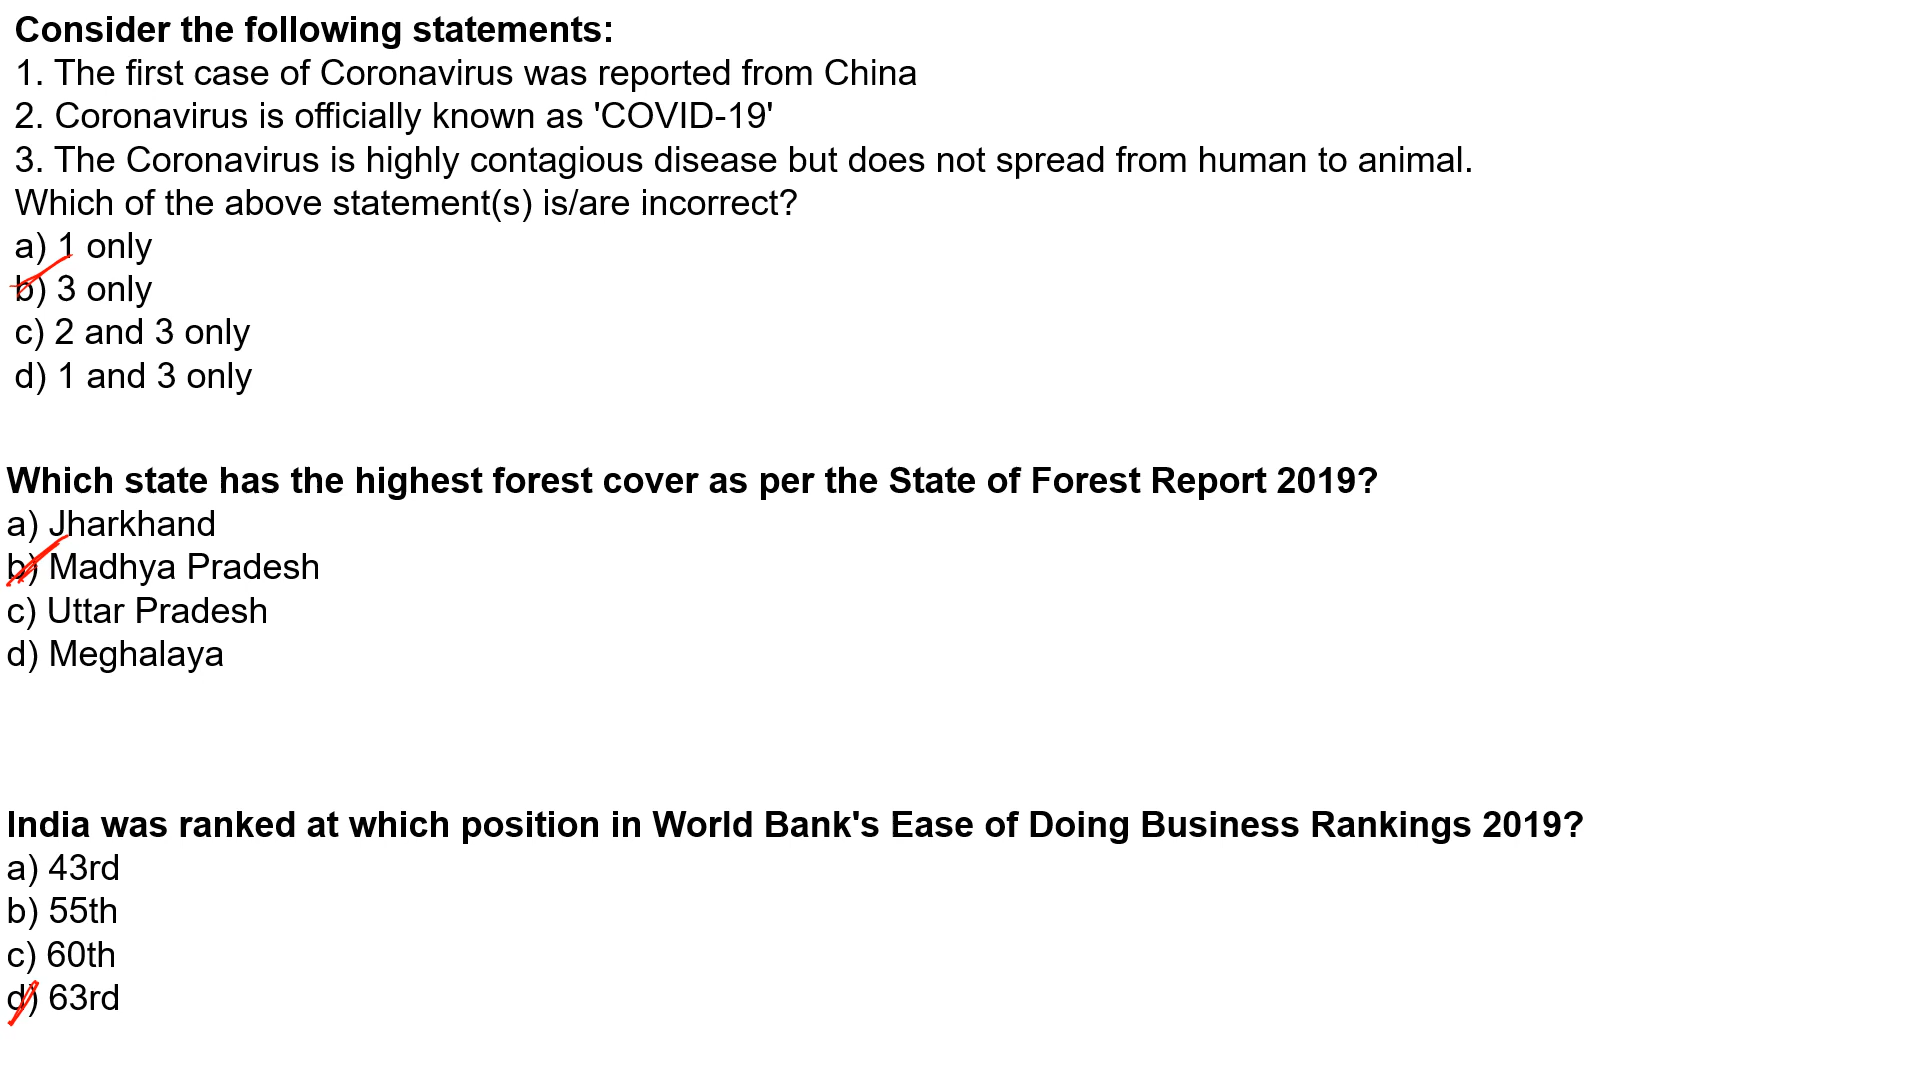 Consider the following statements:
1. The first case of Coronavirus was reported from China
2. Coronavirus is officially known as 'COVID-19'
3. The Coronavirus is highly contagious disease but does not spread from human to animal.
Which of the above statement(s) is/are incorrect?
a) 1 only
b) 3 only
c) 2 and 3 only
d) 1 and 3 only
Which state has the highest forest cover as per the State of Forest Report 2019?
a) Jharkhand
b) Madhya Pradesh
c) Uttar Pradesh
d) Meghalaya
India was ranked at which position in World Bank's Ease of Doing Business Rankings 2019?
a) 43rd
b) 55th
c) 60th
d) 63rd